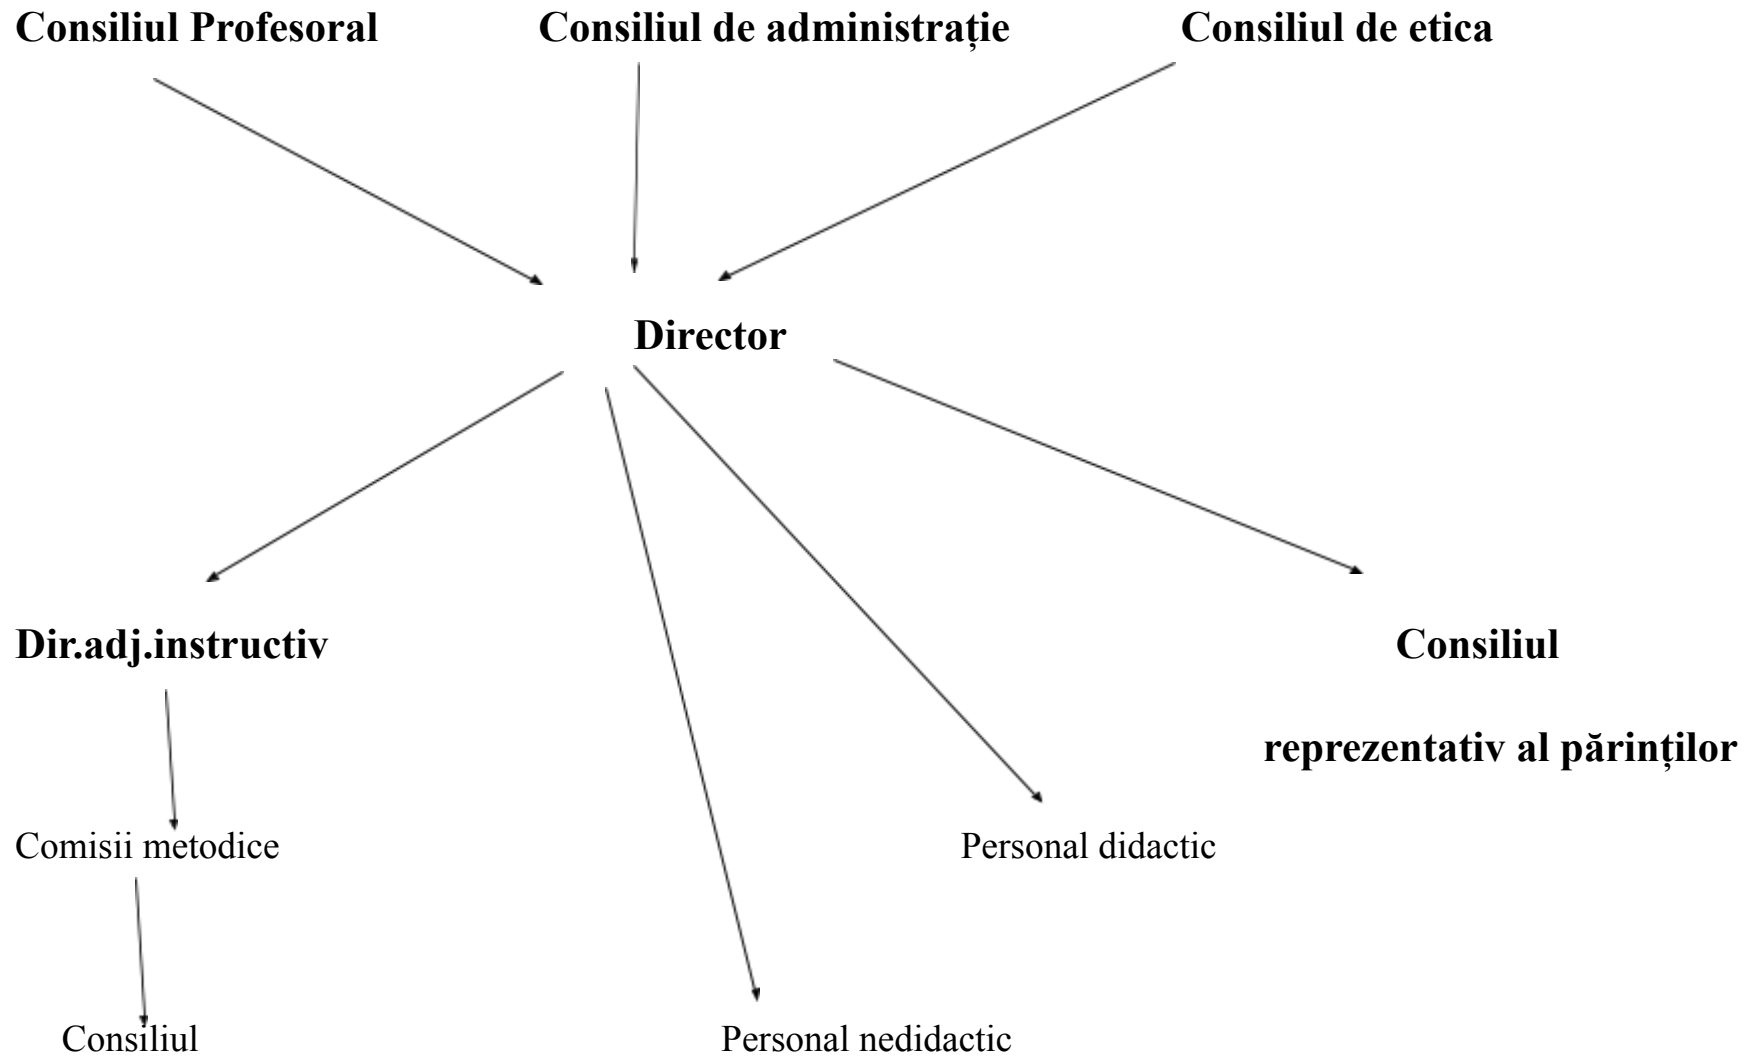 Consiliul Profesoral Consiliul de administrație Consiliul de etica
Director
Dir.adj.instructiv Consiliul
reprezentativ al părinților
Comisii metodice Personal didactic
Consiliul Personal nedidactic